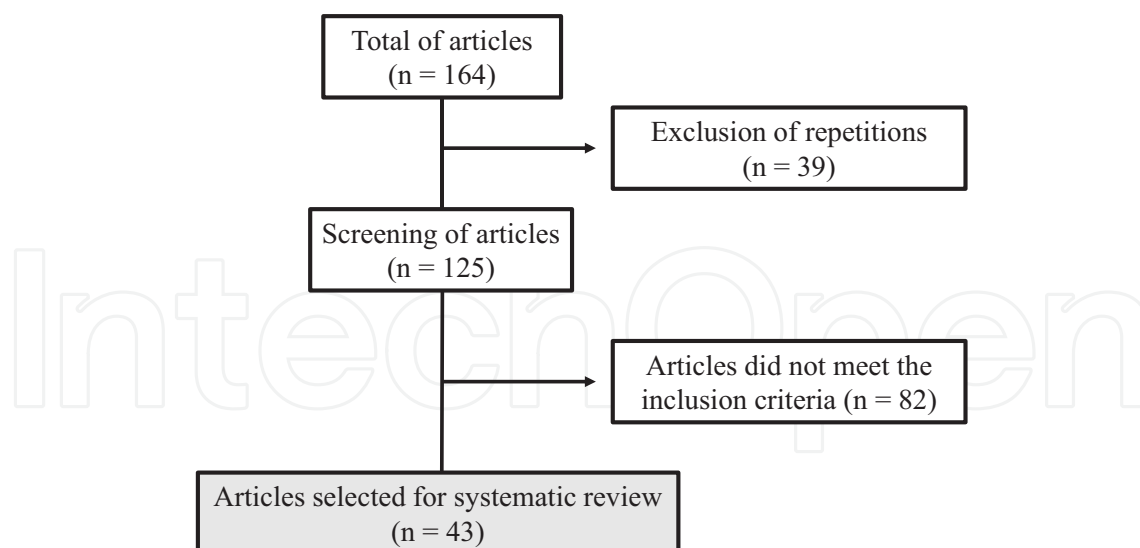 Total of articles
(n = 164)
Exclusion of repetitions
(n = 39)
Screening of articles
(n = 125)
IntechOpen
Articles did not meet the
inclusion criteria (n = 82)
Articles selected for systematic review
(n = 43)